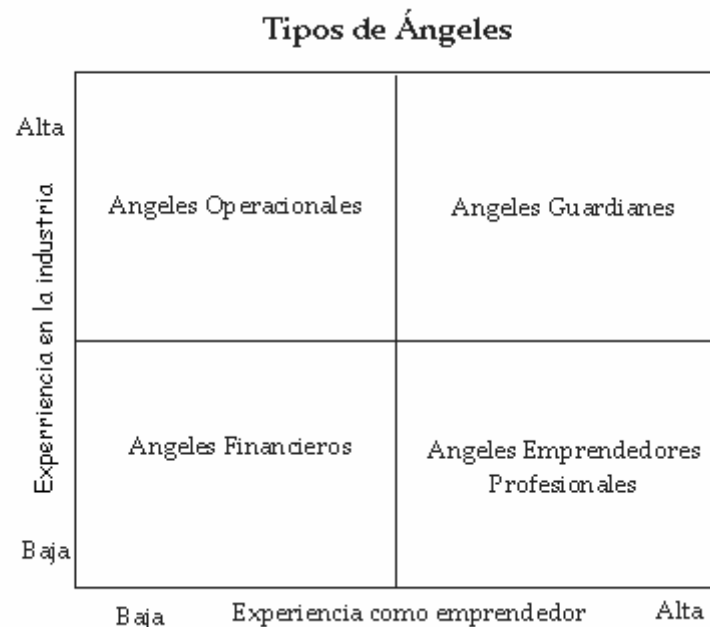 Tipos de Ángeles
Alta
Experriencia en la industria
Baja
Angeles Operacionales
Angeles Guardianes
Angeles Financieros
Angeles Emprendedores
Profesionales
Baja
Experiencia como emprendedor
Alta